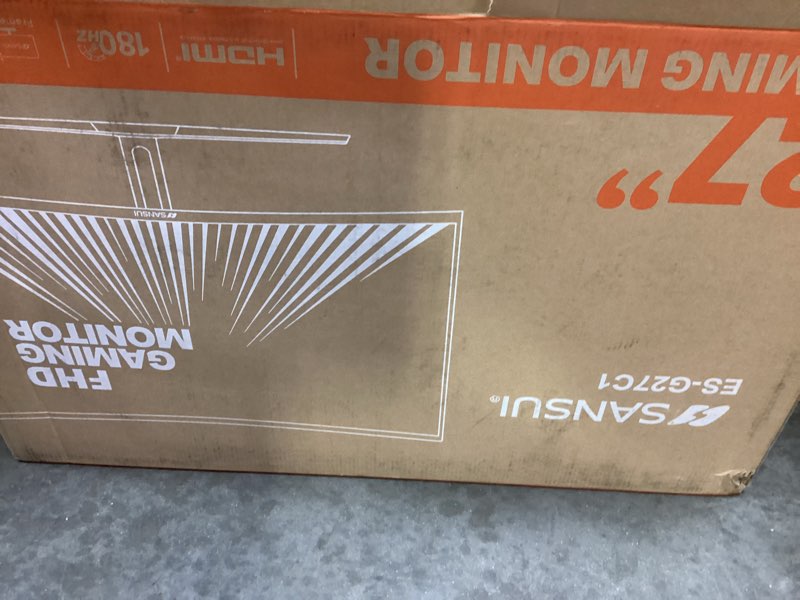 SANSUI®
ES-G27C1
FHD
GAMING
MONITOR
SANSUI
27”
MING MONITOR
HDMI
180HZ